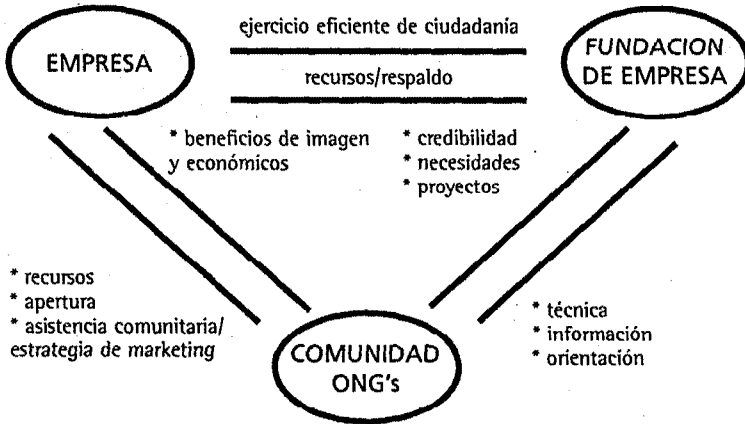 ejercicio eficiente de ciudadanía
EMPRESA
FUNDACION
DE EMPRESA
recursos/respaldo
* beneficios de imagen
y económicos
* credibilidad
* necesidades
* proyectos
* recursos
* apertura
* asistencia comunitaria/
estrategia de marketing
* técnica
* información
* orientación
COMUNIDAD
ONG's